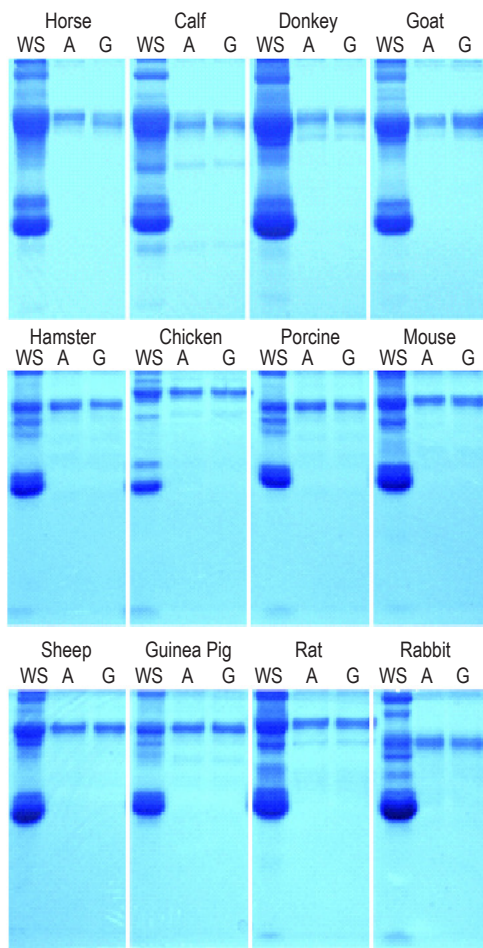 Horse Calf Donkey Goat
WS A G WS A G WS A G WS A G
Hamster Chicken Porcine Mouse
WS A G WS A G WS A G WS A G
Sheep Guinea Pig Rat Rabbit
WS A G WS A G WS A G WS A G